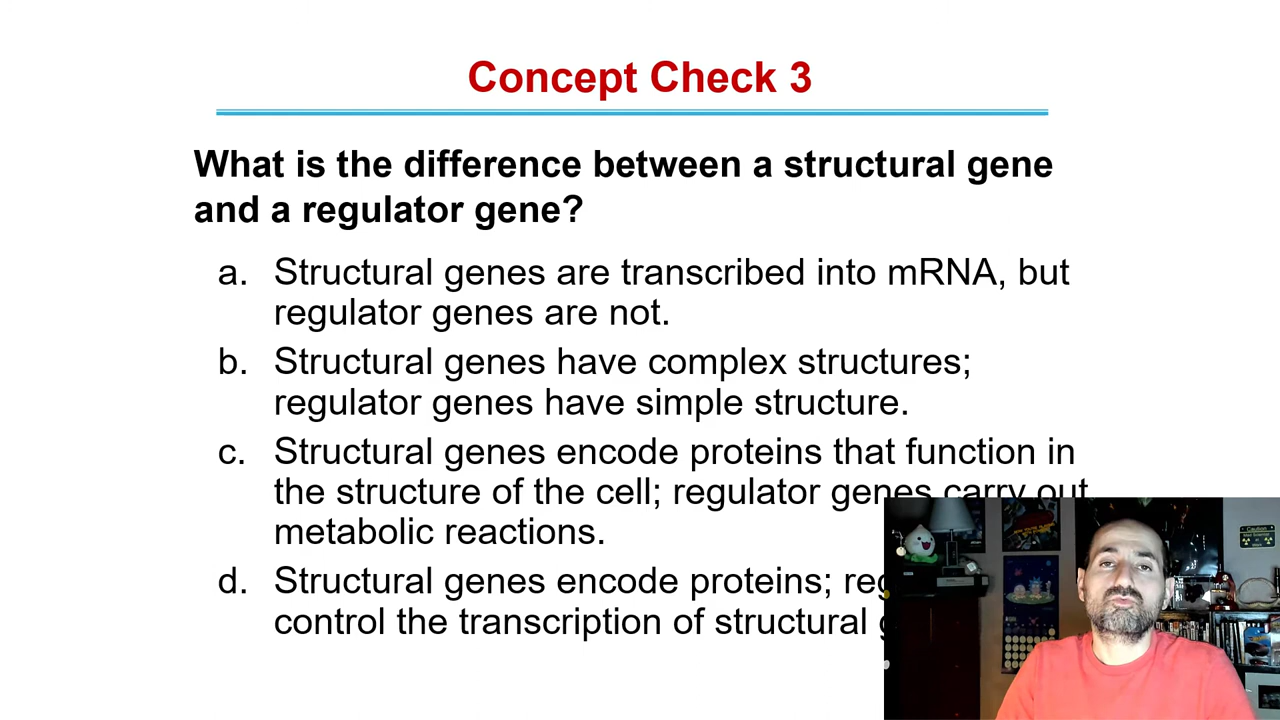 Concept Check 3
What is the difference between a structural gene
and a regulator gene?
a. Structural genes are transcribed into mRNA, but
regulator genes are not.
b. Structural genes have complex structures;
regulator genes have simple structure.
c. Structural genes encode proteins that function in
the structure of the cell; regulator genes carry out
metabolic reactions.
d. Structural genes encode proteins;
control the transcription of structural
Caution